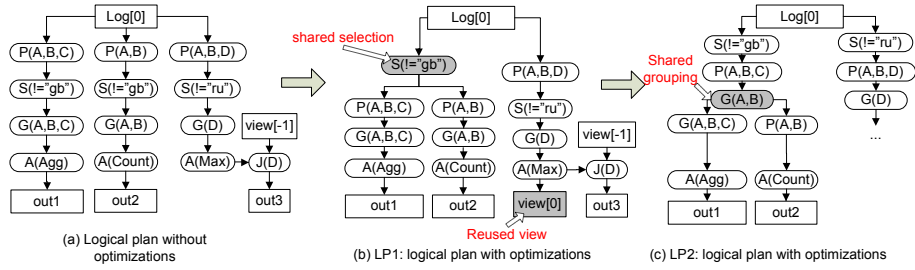 Log[0]
P(A,B,C)
P(A,B)
P(A,B,D)
S(!="gb")
S(!="gb")
S(!="ru")
G(A,B,C)
G(A,B)
G(D)
view[-1]
A(Agg)
A(Count)
A(Max)
J(D)
out1
out2
out3
(a) Logical plan without
optimizations
Log[0]
shared selection
S(!="gb")
P(A,B,D)
P(A,B,C)
P(A,B)
S(!="ru")
G(A,B,C)
G(A,B)
G(D)
view[-1]
A(Agg)
A(Count)
A(Max)
J(D)
out1
out2
view[0]
out3
Reused view
(b) LP1: logical plan with optimizations
Log[0]
S(!="gb")
S(!="ru")
Shared
grouping
P(A,B,C)
P(A,B,D)
G(A,B)
G(D)
G(A,B,C)
P(A,B)
...
A(Agg)
A(Count)
out1
out2
(c) LP2: logical plan with optimizations